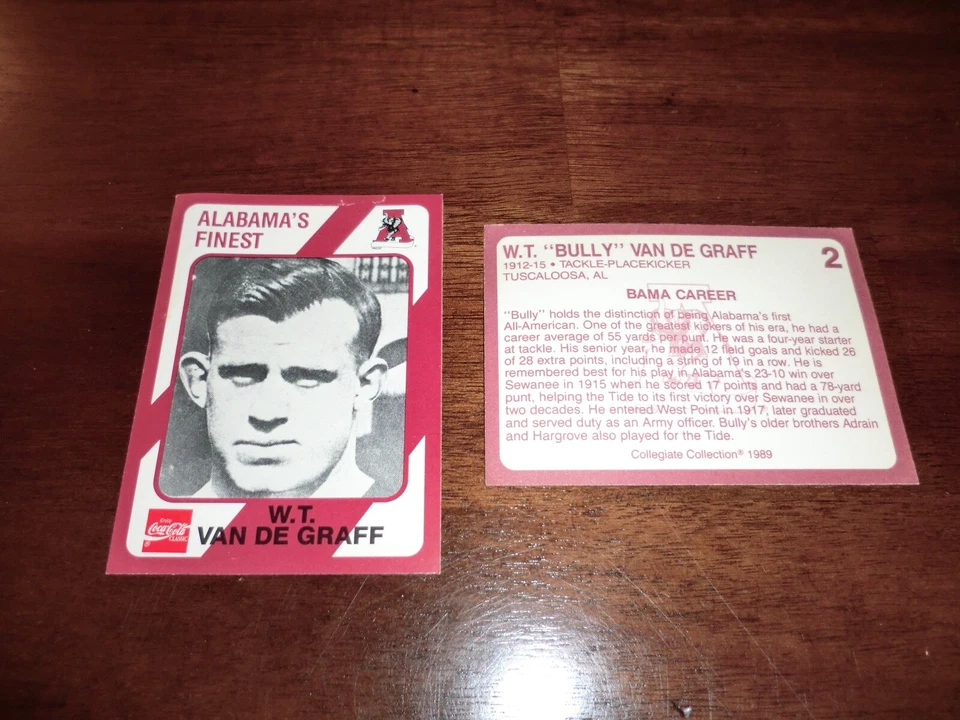 ALABAMA'S
FINEST
A
Enjoy
Coca-Cola
CLASSIC
W.T.
VAN DE GRAFF
W.T. "BULLY" VAN DE GRAFF
2
1912-15 • TACKLE-PLACEKICKER
TUSCALOOSA, AL
BAMA CAREER
"Bully" holds the distinction of being Alabama's first
All-American. One of the greatest kickers of his era, he had a
career average of 55 yards per punt. He was a four-year starter
at tackle. His senior year, he made 12 field goals and kicked 26
of 28 extra points, including a string of 19 in a row. He is
remembered best for his play in Alabama's 23-10 win over
Sewanee in 1915 when he scored 17 points and had a 78-yard
punt, helping the Tide to its first victory over Sewanee in over
two decades. He entered West Point in 1917, later graduated
and served duty as an Army officer. Bully's older brothers Adrain
and Hargrove also played for the Tide.
Collegiate Collection® 1989